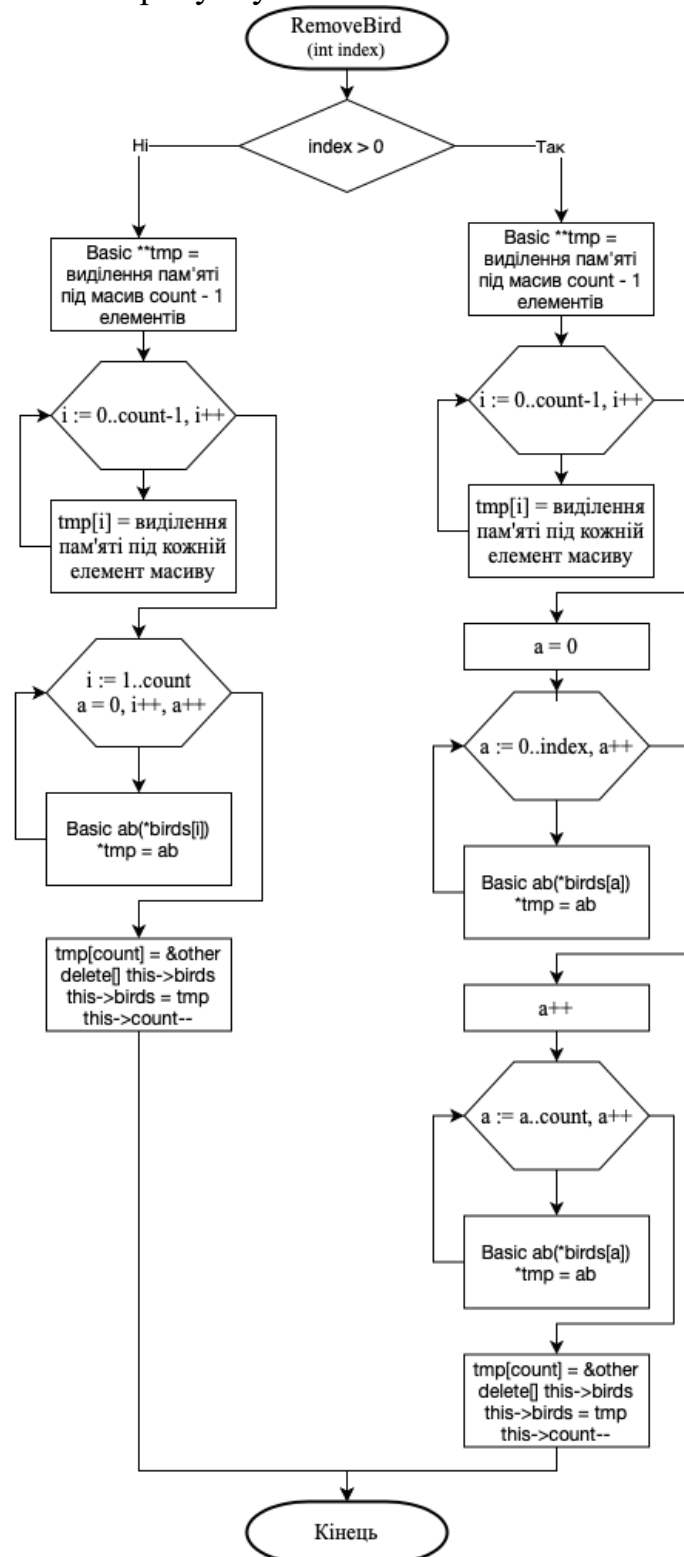 RemoveBird
(int index)
index > 0
Ні
Так
Basic **tmp =
виділення пам'яті
під масив count - 1
елементів
i := 0..count-1, i++
tmp[i] = виділення
пам'яті під кожній
елемент масиву
i := 1..count
a = 0, i++, a++
Basic ab(*birds[i])
*tmp = ab
tmp[count] = &other
delete[] this->birds
this->birds = tmp
this->count--
Basic **tmp =
виділення пам'яті
під масив count - 1
елементів
i := 0..count-1, i++
tmp[i] = виділення
пам'яті під кожній
елемент масиву
a = 0
a := 0..index, a++
Basic ab(*birds[a])
*tmp = ab
a++
a := a..count, a++
Basic ab(*birds[a])
*tmp = ab
tmp[count] = &other
delete[] this->birds
this->birds = tmp
this->count--
Кінець